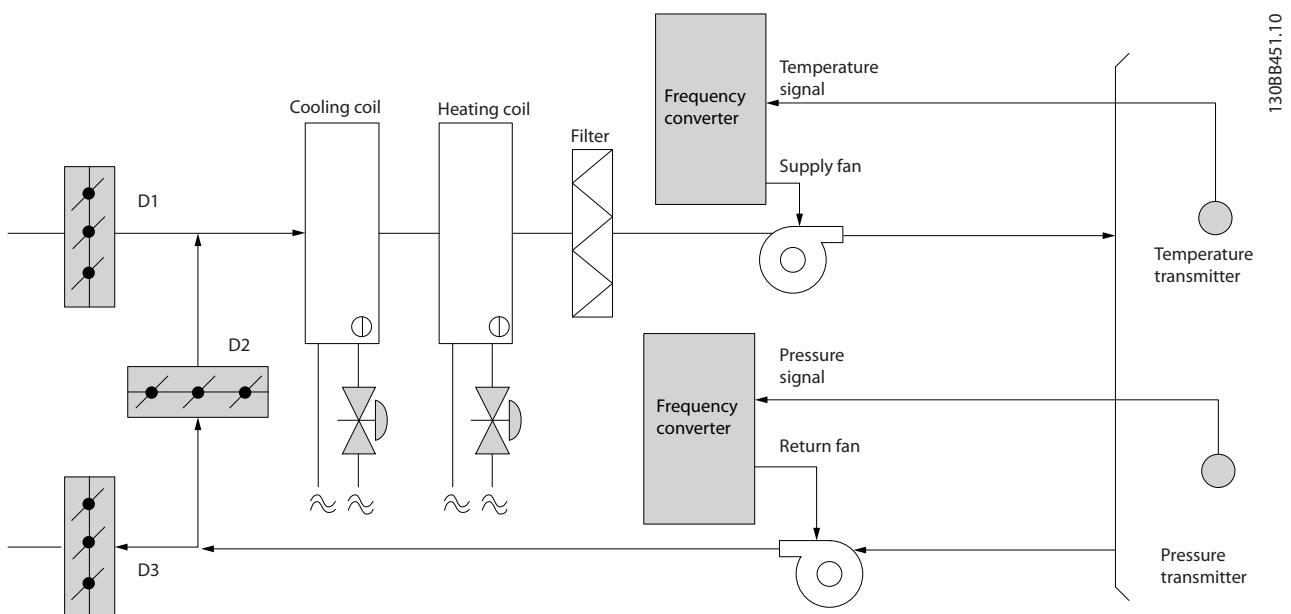 130BB451.10
Temperature
signal
Frequency
converter
Cooling coil
Heating coil
Filter
Supply fan
D1
Temperature
transmitter
D2
Pressure
signal
Frequency
converter
Return fan
D3
Pressure
transmitter